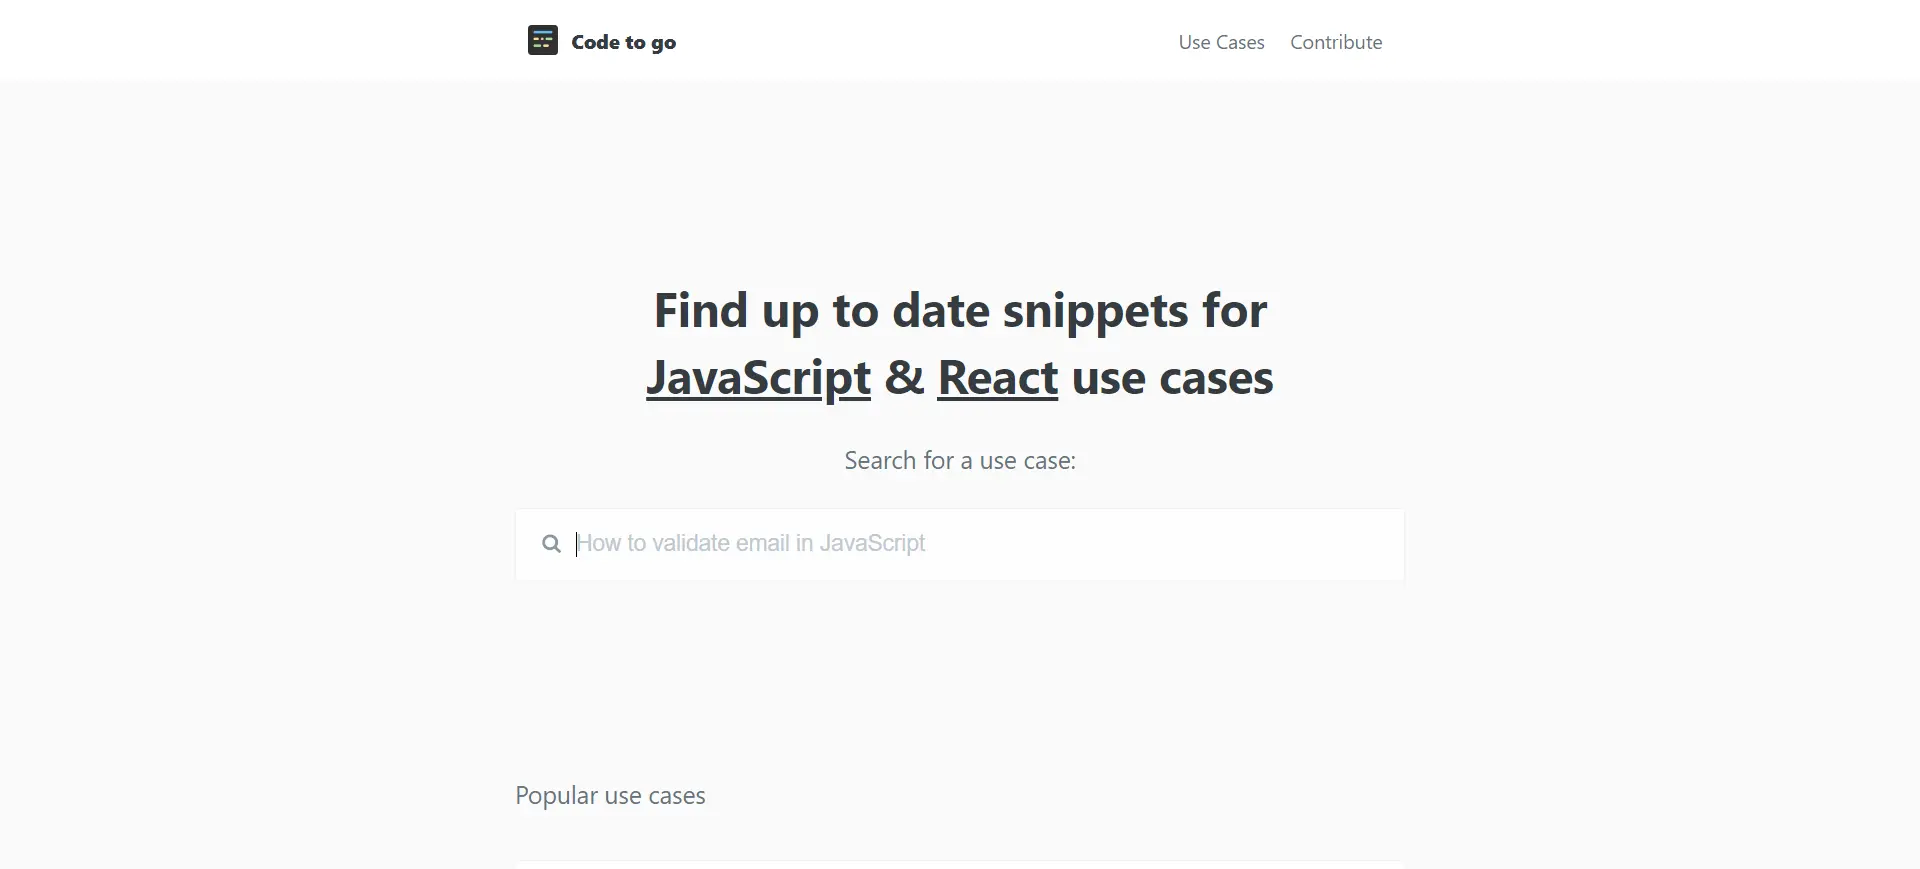 Code to go
Use Cases
Contribute
Find up to date snippets for
JavaScript & React use cases
Search for a use case:
How to validate email in JavaScript
Popular use cases